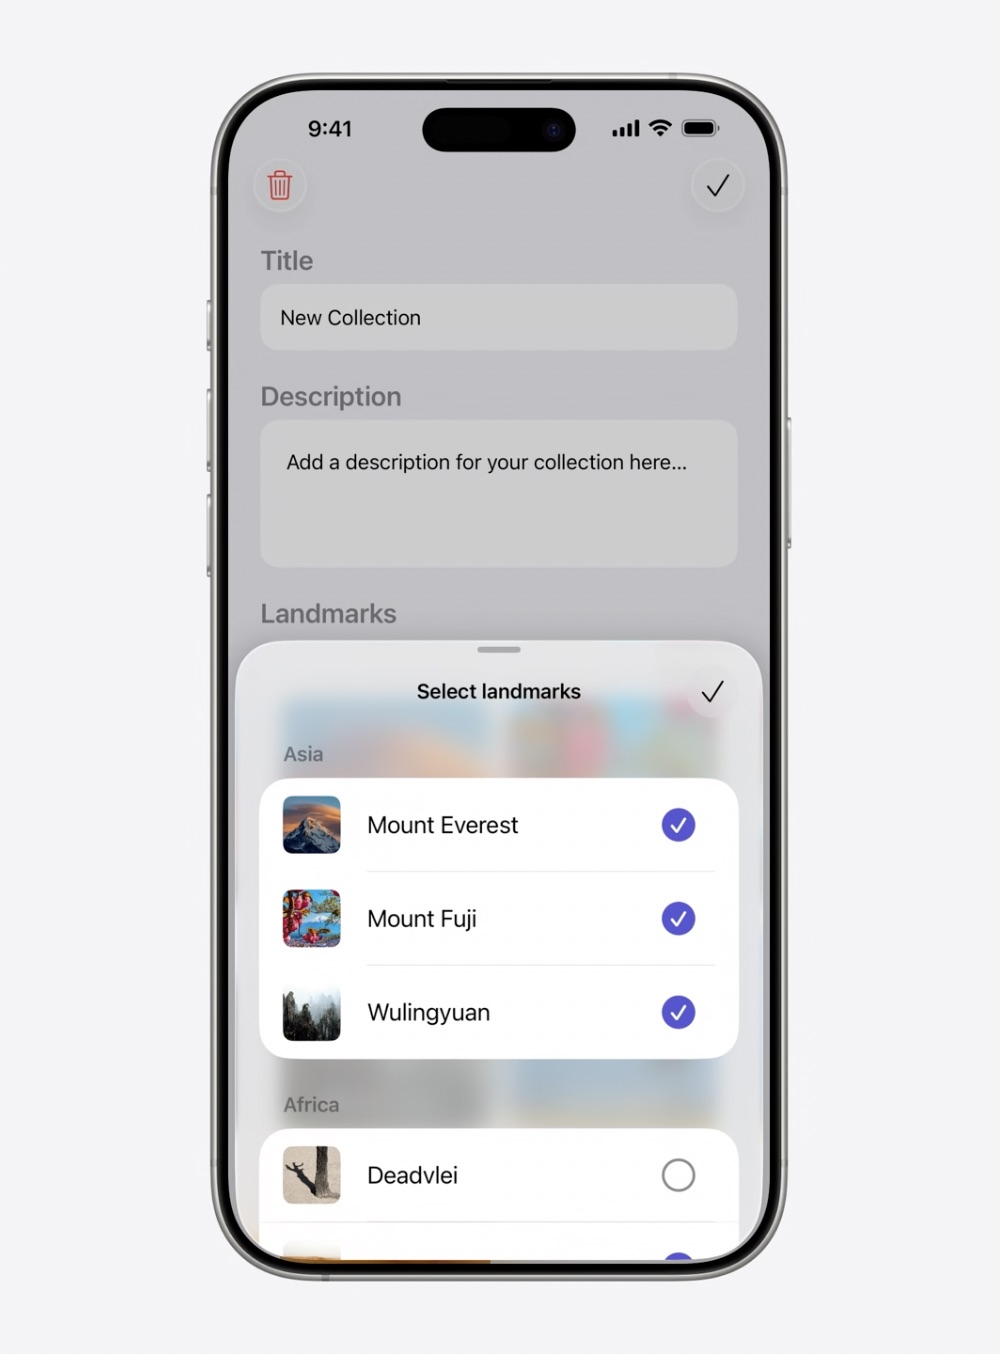 9:41
Title
New Collection
Description
Add a description for your collection here...
Landmarks
Select landmarks
Asia
Mount Everest
Mount Fuji
Wulingyuan
Africa
Deadvlei